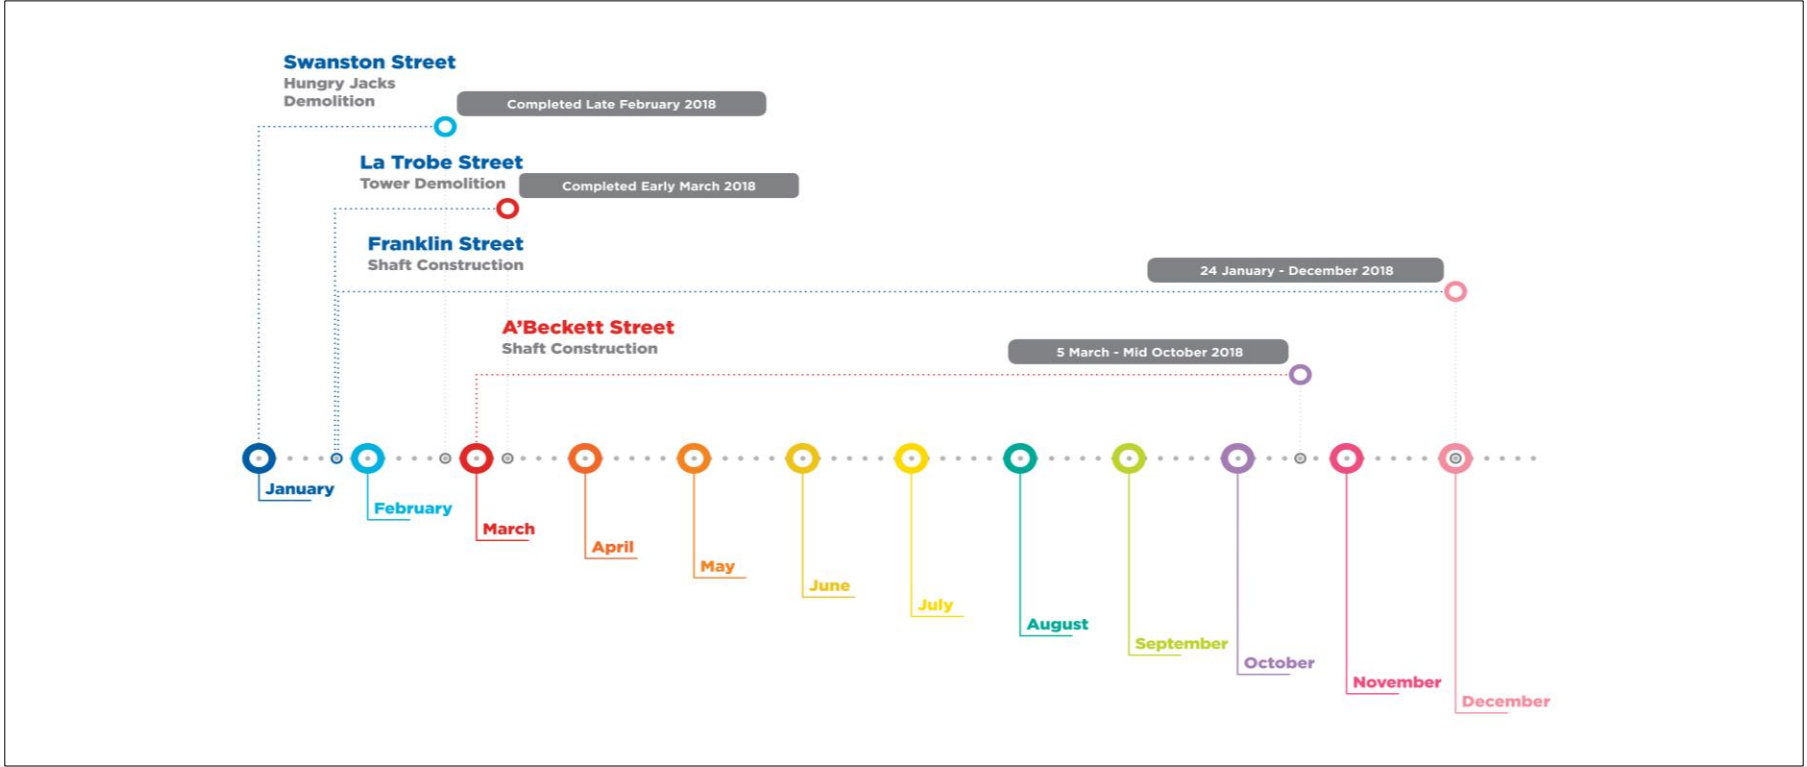 Swanston Street
Hungry Jacks
Demolition
Completed Late February 2018
La Trobe Street
Tower Demolition
Completed Early March 2018
Franklin Street
Shaft Construction
24 January - December 2018
A’Beckett Street
Shaft Construction
5 March - Mid October 2018
January
February
March
April
May
June
July
August
September
October
November
December